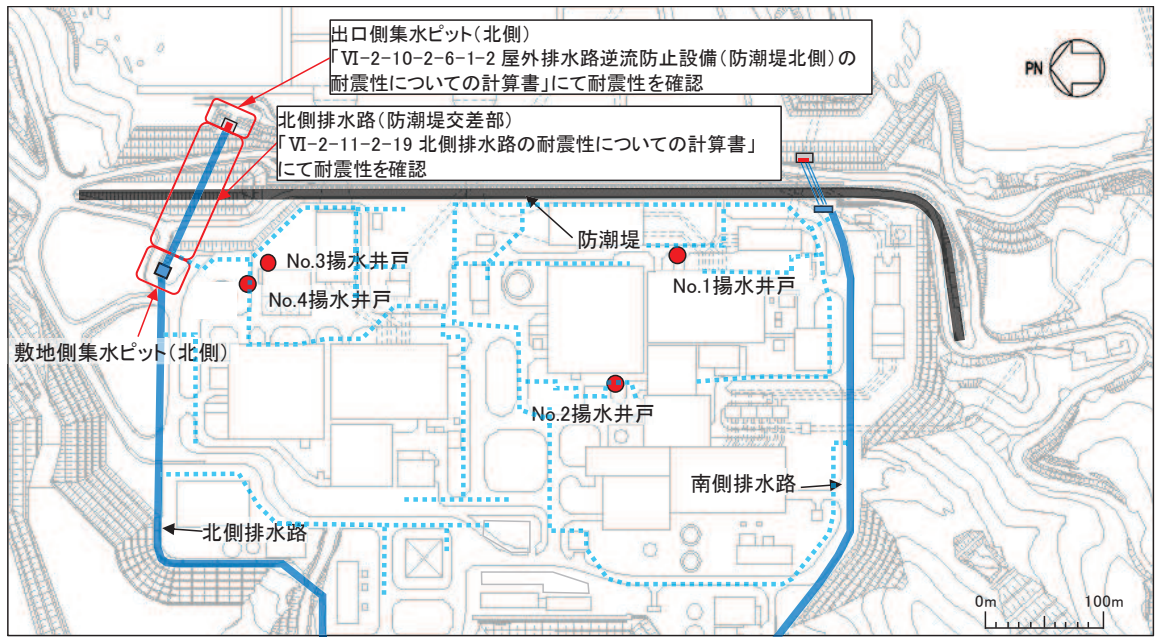 出口側集水ピット(北側)
「Ⅵ-2-10-2-6-1-2 屋外排水路逆流防止設備(防潮堤北側)の
耐震性についての計算書」にて耐震性を確認
PN
北側排水路(防潮堤交差部)
「Ⅵ-2-11-2-19 北側排水路の耐震性についての計算書」
にて耐震性を確認
防潮堤
No.3揚水井戸
No.1揚水井戸
No.4揚水井戸
敷地側集水ピット(北側)
No.2揚水井戸
南側排水路
北側排水路
0m 100m